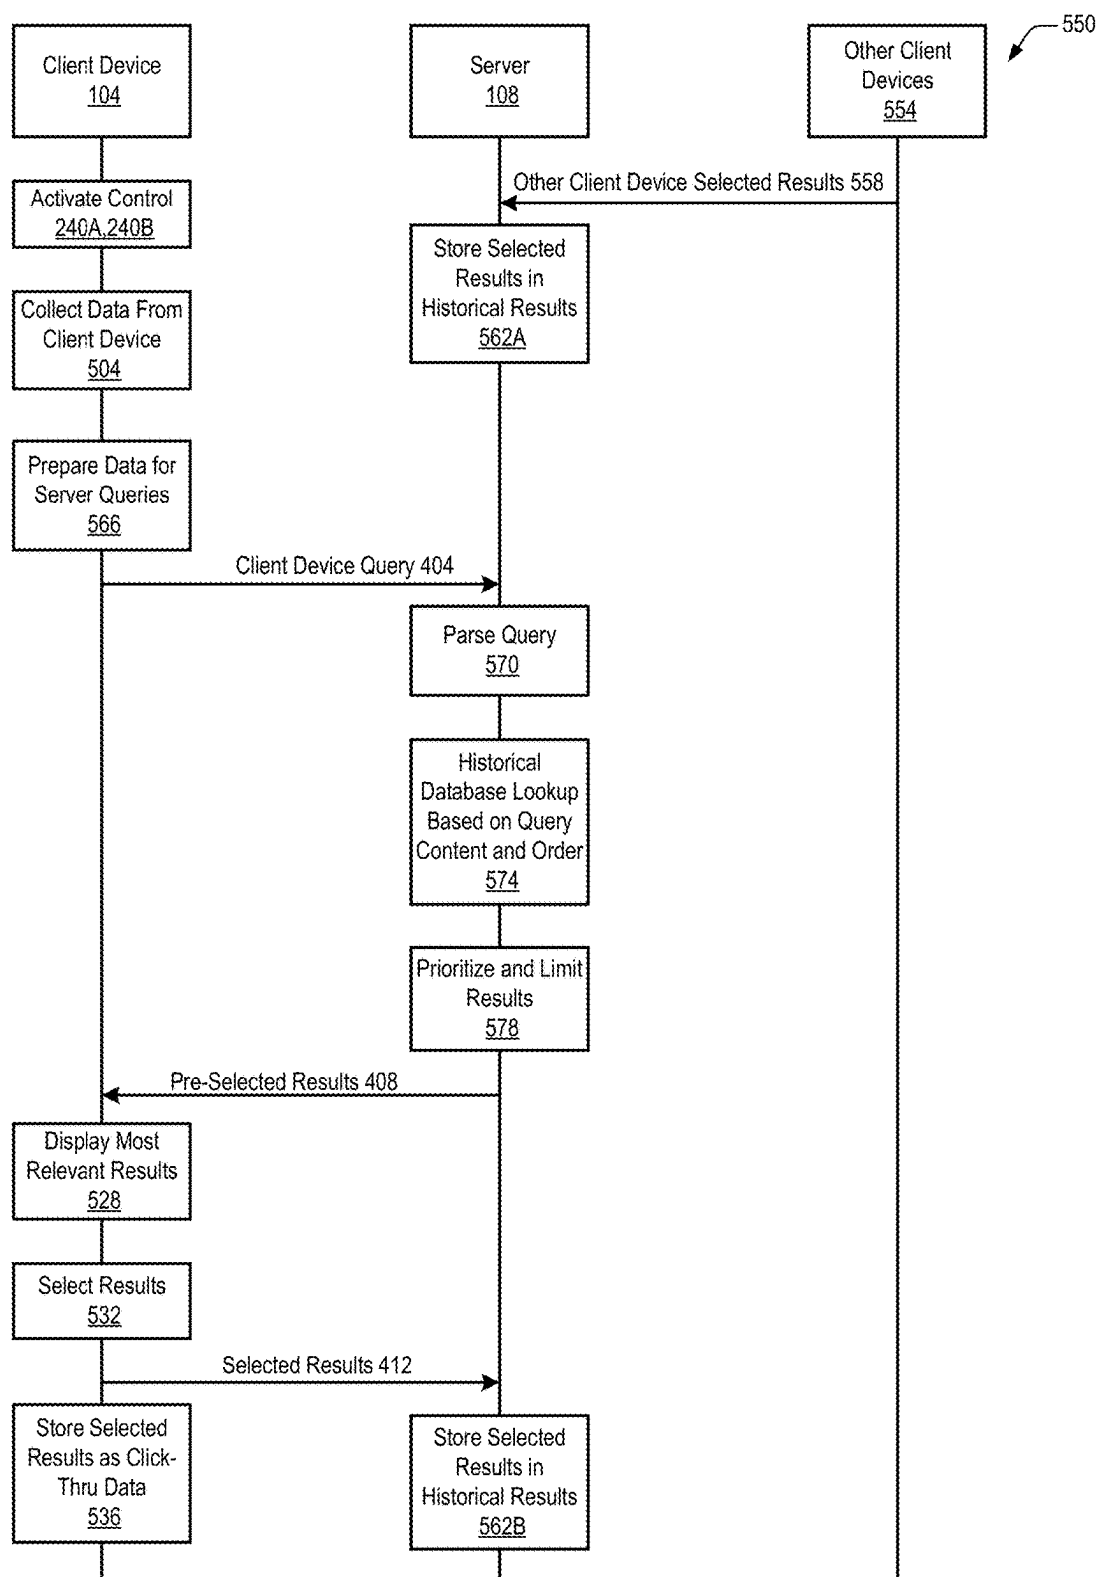 550
Client Device
104
Server
108
Other Client
Devices
554
Other Client Device Selected Results 558
Activate Control
240A,240B
Store Selected
Results in
Historical Results
562A
Collect Data From
Client Device
504
Prepare Data for
Server Queries
566
Client Device Query 404
Parse Query
570
Historical
Database Lookup
Based on Query
Content and Order
574
Prioritize and Limit
Results
578
Pre-Selected Results 408
Display Most
Relevant Results
528
Select Results
532
Selected Results 412
Store Selected
Results as Click-
Thru Data
536
Store Selected
Results in
Historical Results
562B